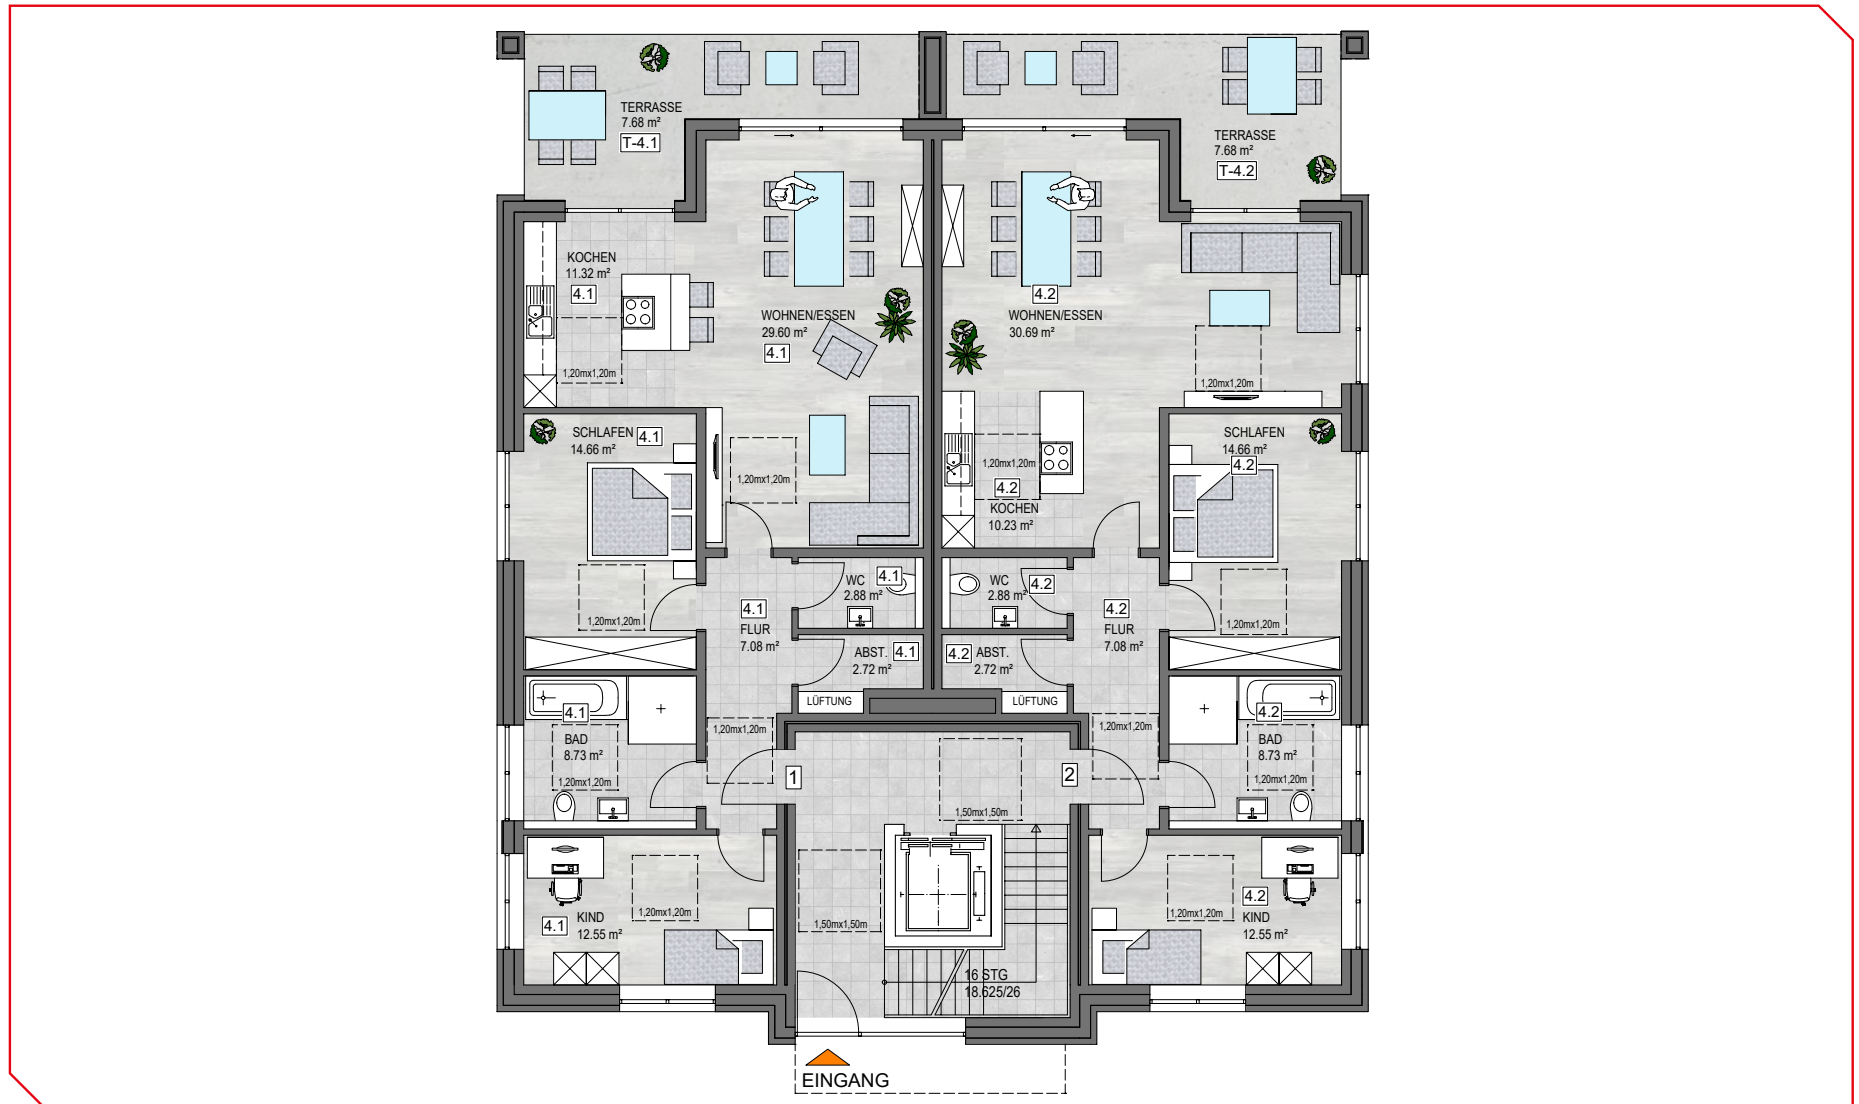 TERRASSE
7.68 m²
T-4.1
TERRASSE
7.68 m²
T-4.2
KOCHEN
11.32 m²
4.1
1,20mx1,20m
WOHNEN/ESSEN
29.60 m²
4.1
4.2
WOHNEN/ESSEN
30.69 m²
1,20mx1,20m
SCHLAFEN 4.1
14.66 m²
1,20mx1,20m
1,20mx1,20m
4.2
KOCHEN
10.23 m²
SCHLAFEN
14.66 m²
4.2
1,20mx1,20m
4.1
FLUR
7.08 m²
WC 4.1
2.88 m²
WC 4.2
2.88 m²
4.2
FLUR
7.08 m²
1,20mx1,20m
ABST. 4.1
2.72 m²
4.2 ABST.
2.72 m²
LÜFTUNG
LÜFTUNG
4.1
BAD
8.73 m²
1,20mx1,20m
1,20mx1,20m
1
2
1,20mx1,20m
4.2
BAD
8.73 m²
1,20mx1,20m
1,50mx1,50m
4.1
KIND
12.55 m²
1,20mx1,20m
1,50mx1,50m
1,20mx1,20m
4.2
KIND
12.55 m²
16 STG
18.625/26
EINGANG